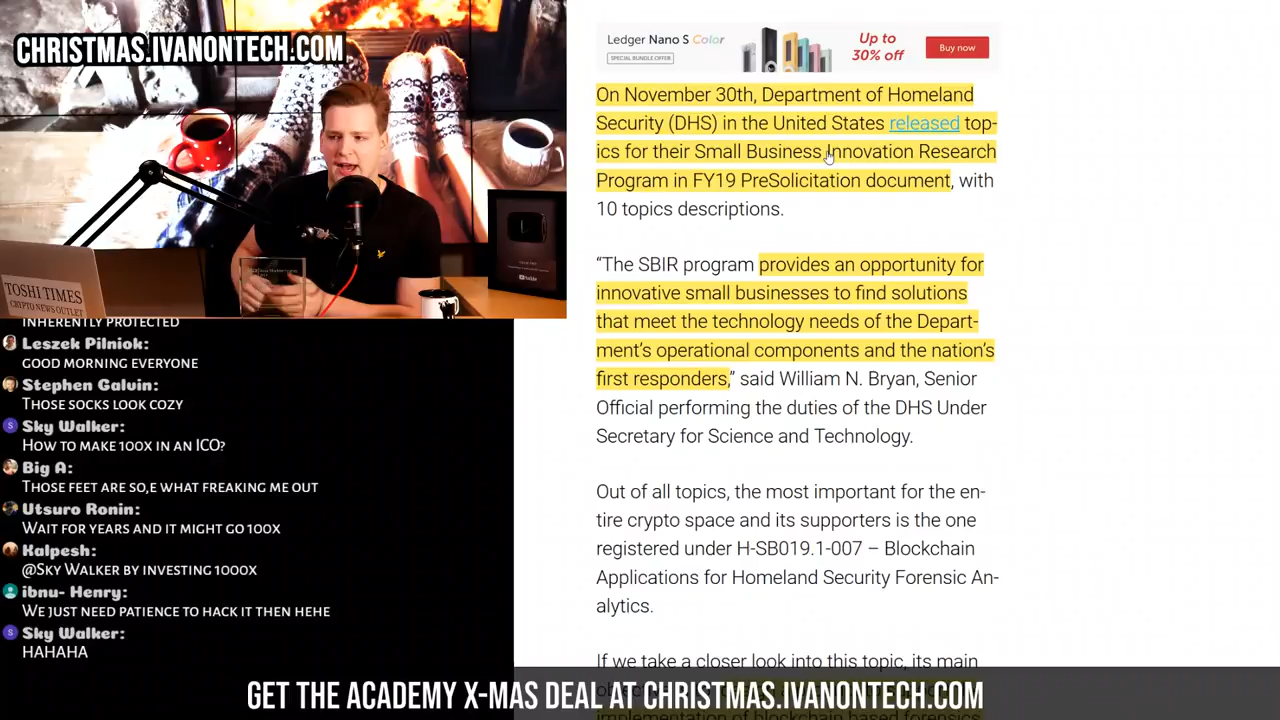 CHRISTMAS.IVANONTECH.COM
TOSHI TIMES
CRYPTO NEWS OUTLET
INHERENTLY PROTECTED
Leszek Pilniok:
GOOD MORNING EVERYONE
Stephen Galvin:
THOSE SOCKS LOOK COZY
S Sky Walker:
HOW TO MAKE 100X IN AN ICO?
Big A:
THOSE FEET ARE SO,E WHAT FREAKING ME OUT
Utsuro Ronin:
WAIT FOR YEARS AND IT MIGHT GO 100X
Kalpesh:
@SKY WALKER BY INVESTING 1000X
ibnu- Henry:
WE JUST NEED PATIENCE TO HACK IT THEN HEHE
S Sky Walker:
HAHAHA
Ledger Nano S Color
SPECIAL BUNDLE OFFER
Up to
30% off
Buy now
On November 30th, Department of Homeland
Security (DHS) in the United States released top-
ics for their Small Business Innovation Research
Program in FY19 PreSolicitation document, with
10 topics descriptions.
“The SBIR program provides an opportunity for
innovative small businesses to find solutions
that meet the technology needs of the Depart-
ment’s operational components and the nation’s
first responders,” said William N. Bryan, Senior
Official performing the duties of the DHS Under
Secretary for Science and Technology.
Out of all topics, the most important for the en-
tire crypto space and its supporters is the one
registered under H-SB019.1-007 – Blockchain
Applications for Homeland Security Forensic An-
alytics.
If we take a closer look into this topic, its main
implementation of blockchain based forensics
GET THE ACADEMY X-MAS DEAL AT CHRISTMAS.IVANONTECH.COM